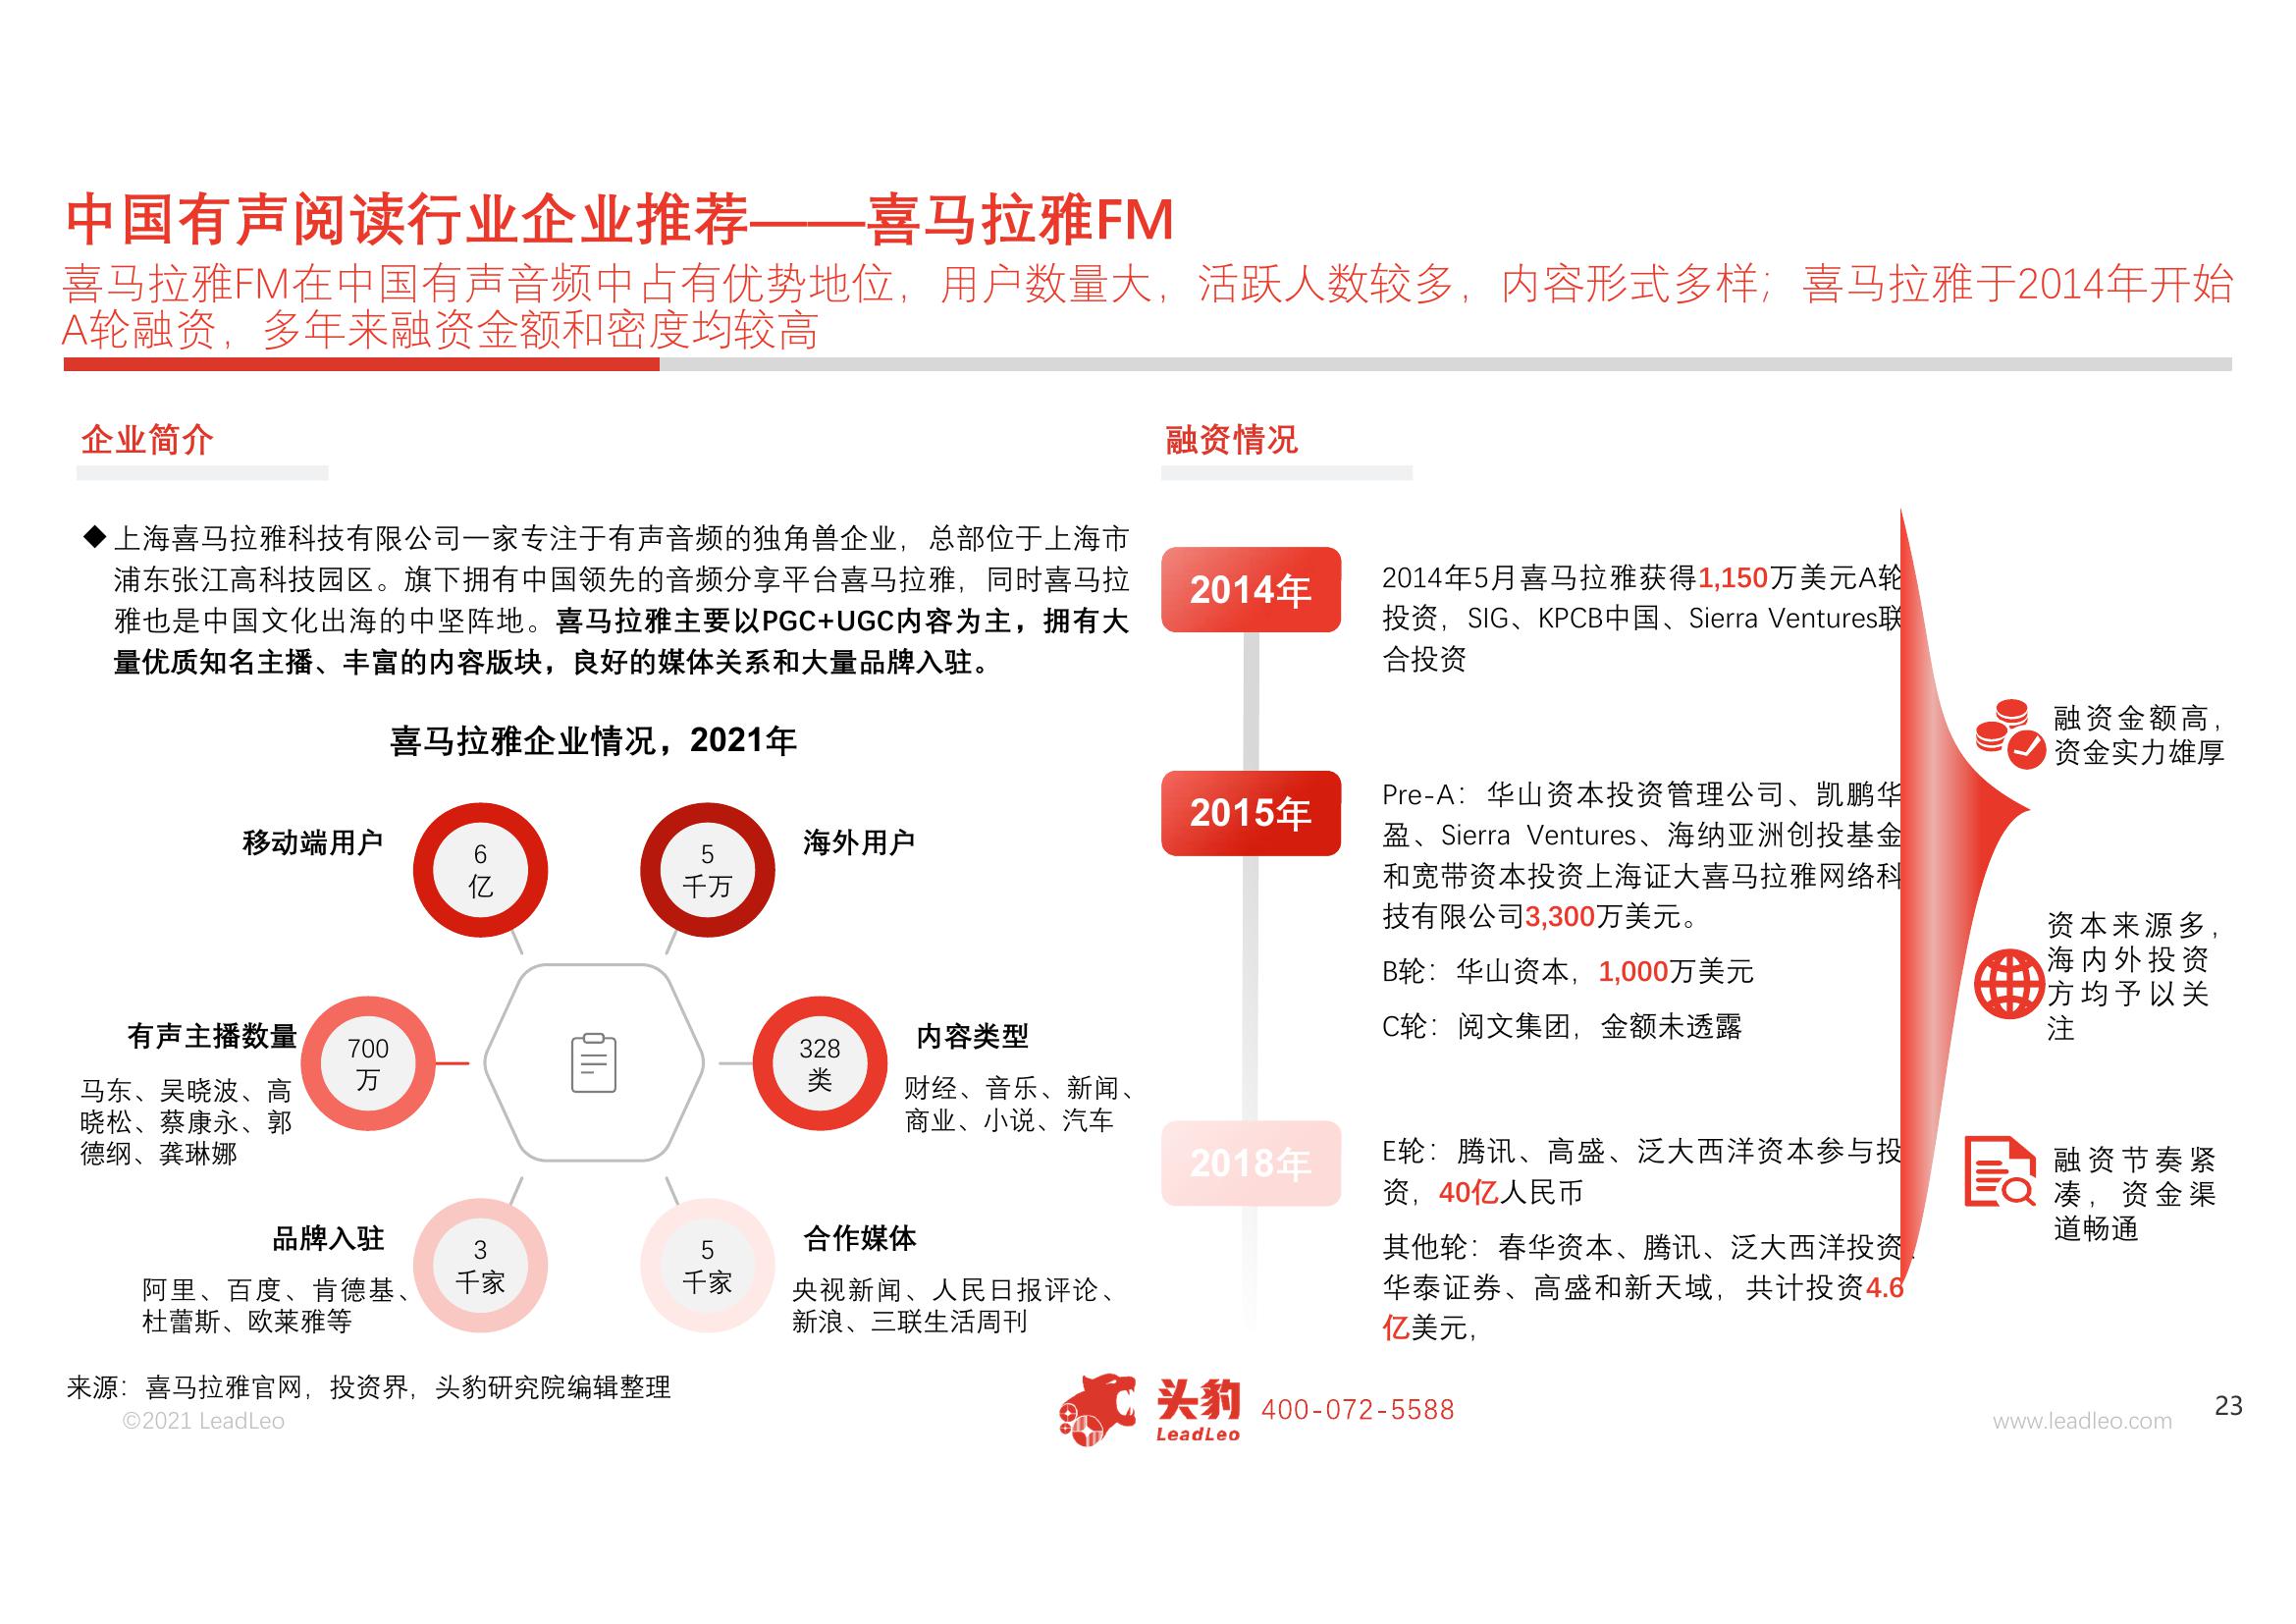 中国有声阅读行业企业推荐——喜马拉雅FM
喜马拉雅FM在中国有声音频中占有优势地位，用户数量大，活跃人数较多，内容形式多样；喜马拉雅于2014年开始
A轮融资，多年来融资金额和密度均较高
企业简介
◆上海喜马拉雅科技有限公司一家专注于有声音频的独角兽企业，总部位于上海市
浦东张江高科技园区。旗下拥有中国领先的音频分享平台喜马拉雅，同时喜马拉
雅也是中国文化出海的中坚阵地。喜马拉雅主要以PGC+UGC内容为主，拥有大
量优质知名主播、丰富的内容版块，良好的媒体关系和大量品牌入驻。
喜马拉雅企业情况，2021年
移动端用户
6
亿
5
千万
海外用户
有声主播数量
马东、吴晓波、高
晓松、蔡康永、郭
德纲、龚琳娜
700
万
328
类
内容类型
财经、音乐、新闻、
商业、小说、汽车
品牌入驻
阿里、百度、肯德基、
杜蕾斯、欧莱雅等
3
千家
5
千家
合作媒体
央视新闻、人民日报评论、
新浪、三联生活周刊
融资情况
2014年
2014年5月喜马拉雅获得1,150万美元A轮
投资，SIG、KPCB中国、Sierra Ventures联
合投资
2015年
Pre-A：华山资本投资管理公司、凯鹏华
盈、Sierra Ventures、海纳亚洲创投基金
和宽带资本投资上海证大喜马拉雅网络科
技有限公司3,300万美元。
B轮：华山资本，1,000万美元
C轮：阅文集团，金额未透露
2018年
E轮：腾讯、高盛、泛大西洋资本参与投
资，40亿人民币
其他轮：春华资本、腾讯、泛大西洋投资、
华泰证券、高盛和新天域，共计投资4.6
亿美元，
融资金额高，
资金实力雄厚
资本来源多，
海内外投资
方均予以关
注
融资节奏紧
凑，资金渠
道畅通
来源：喜马拉雅官网，投资界，头豹研究院编辑整理
©2021 LeadLeo
头豹
LeadLeo
400-072-5588
www.leadleo.com
23